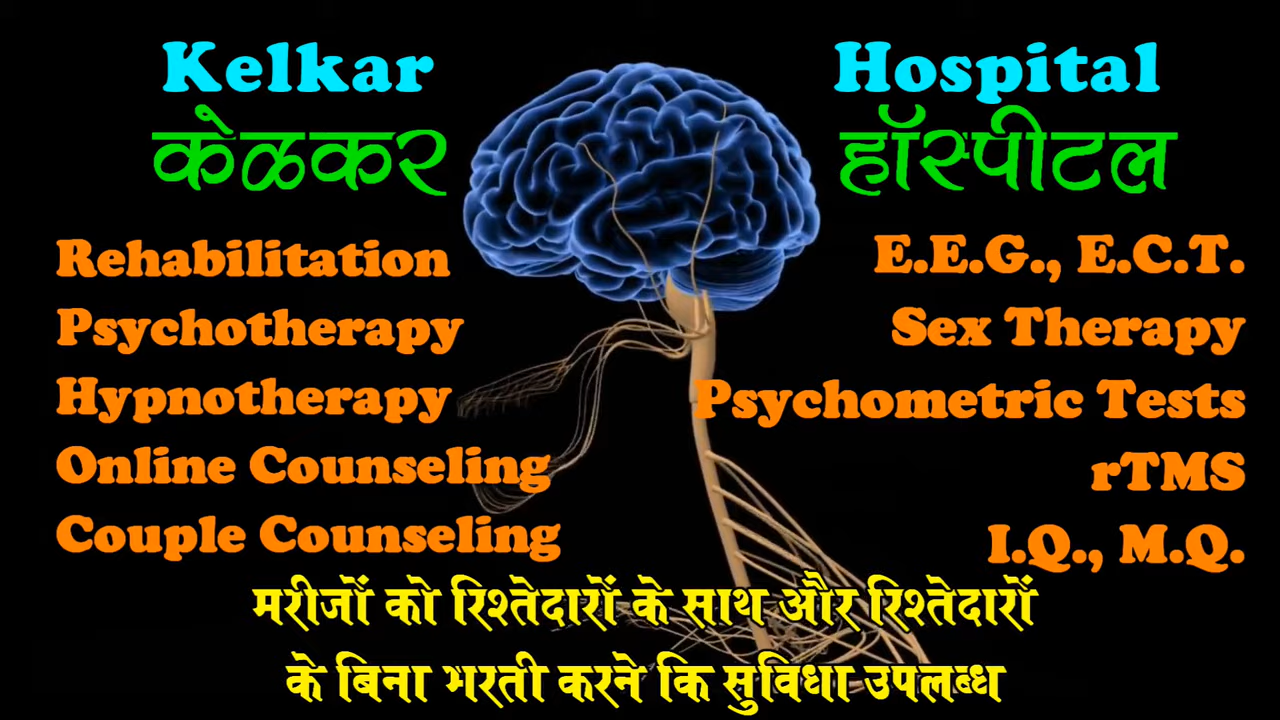 Kelkar Hospital
केळकर हॉस्पीटल
Rehabilitation
Psychotherapy
Hypnotherapy
Online Counseling
Couple Counseling
E.E.G., E.C.T.
Sex Therapy
Psychometric Tests
rTMS
I.Q., M.Q.
मरीजों को रिश्तेदारों के साथ और रिश्तेदारों
के बिना भरती करने कि सुविधा उपलब्ध